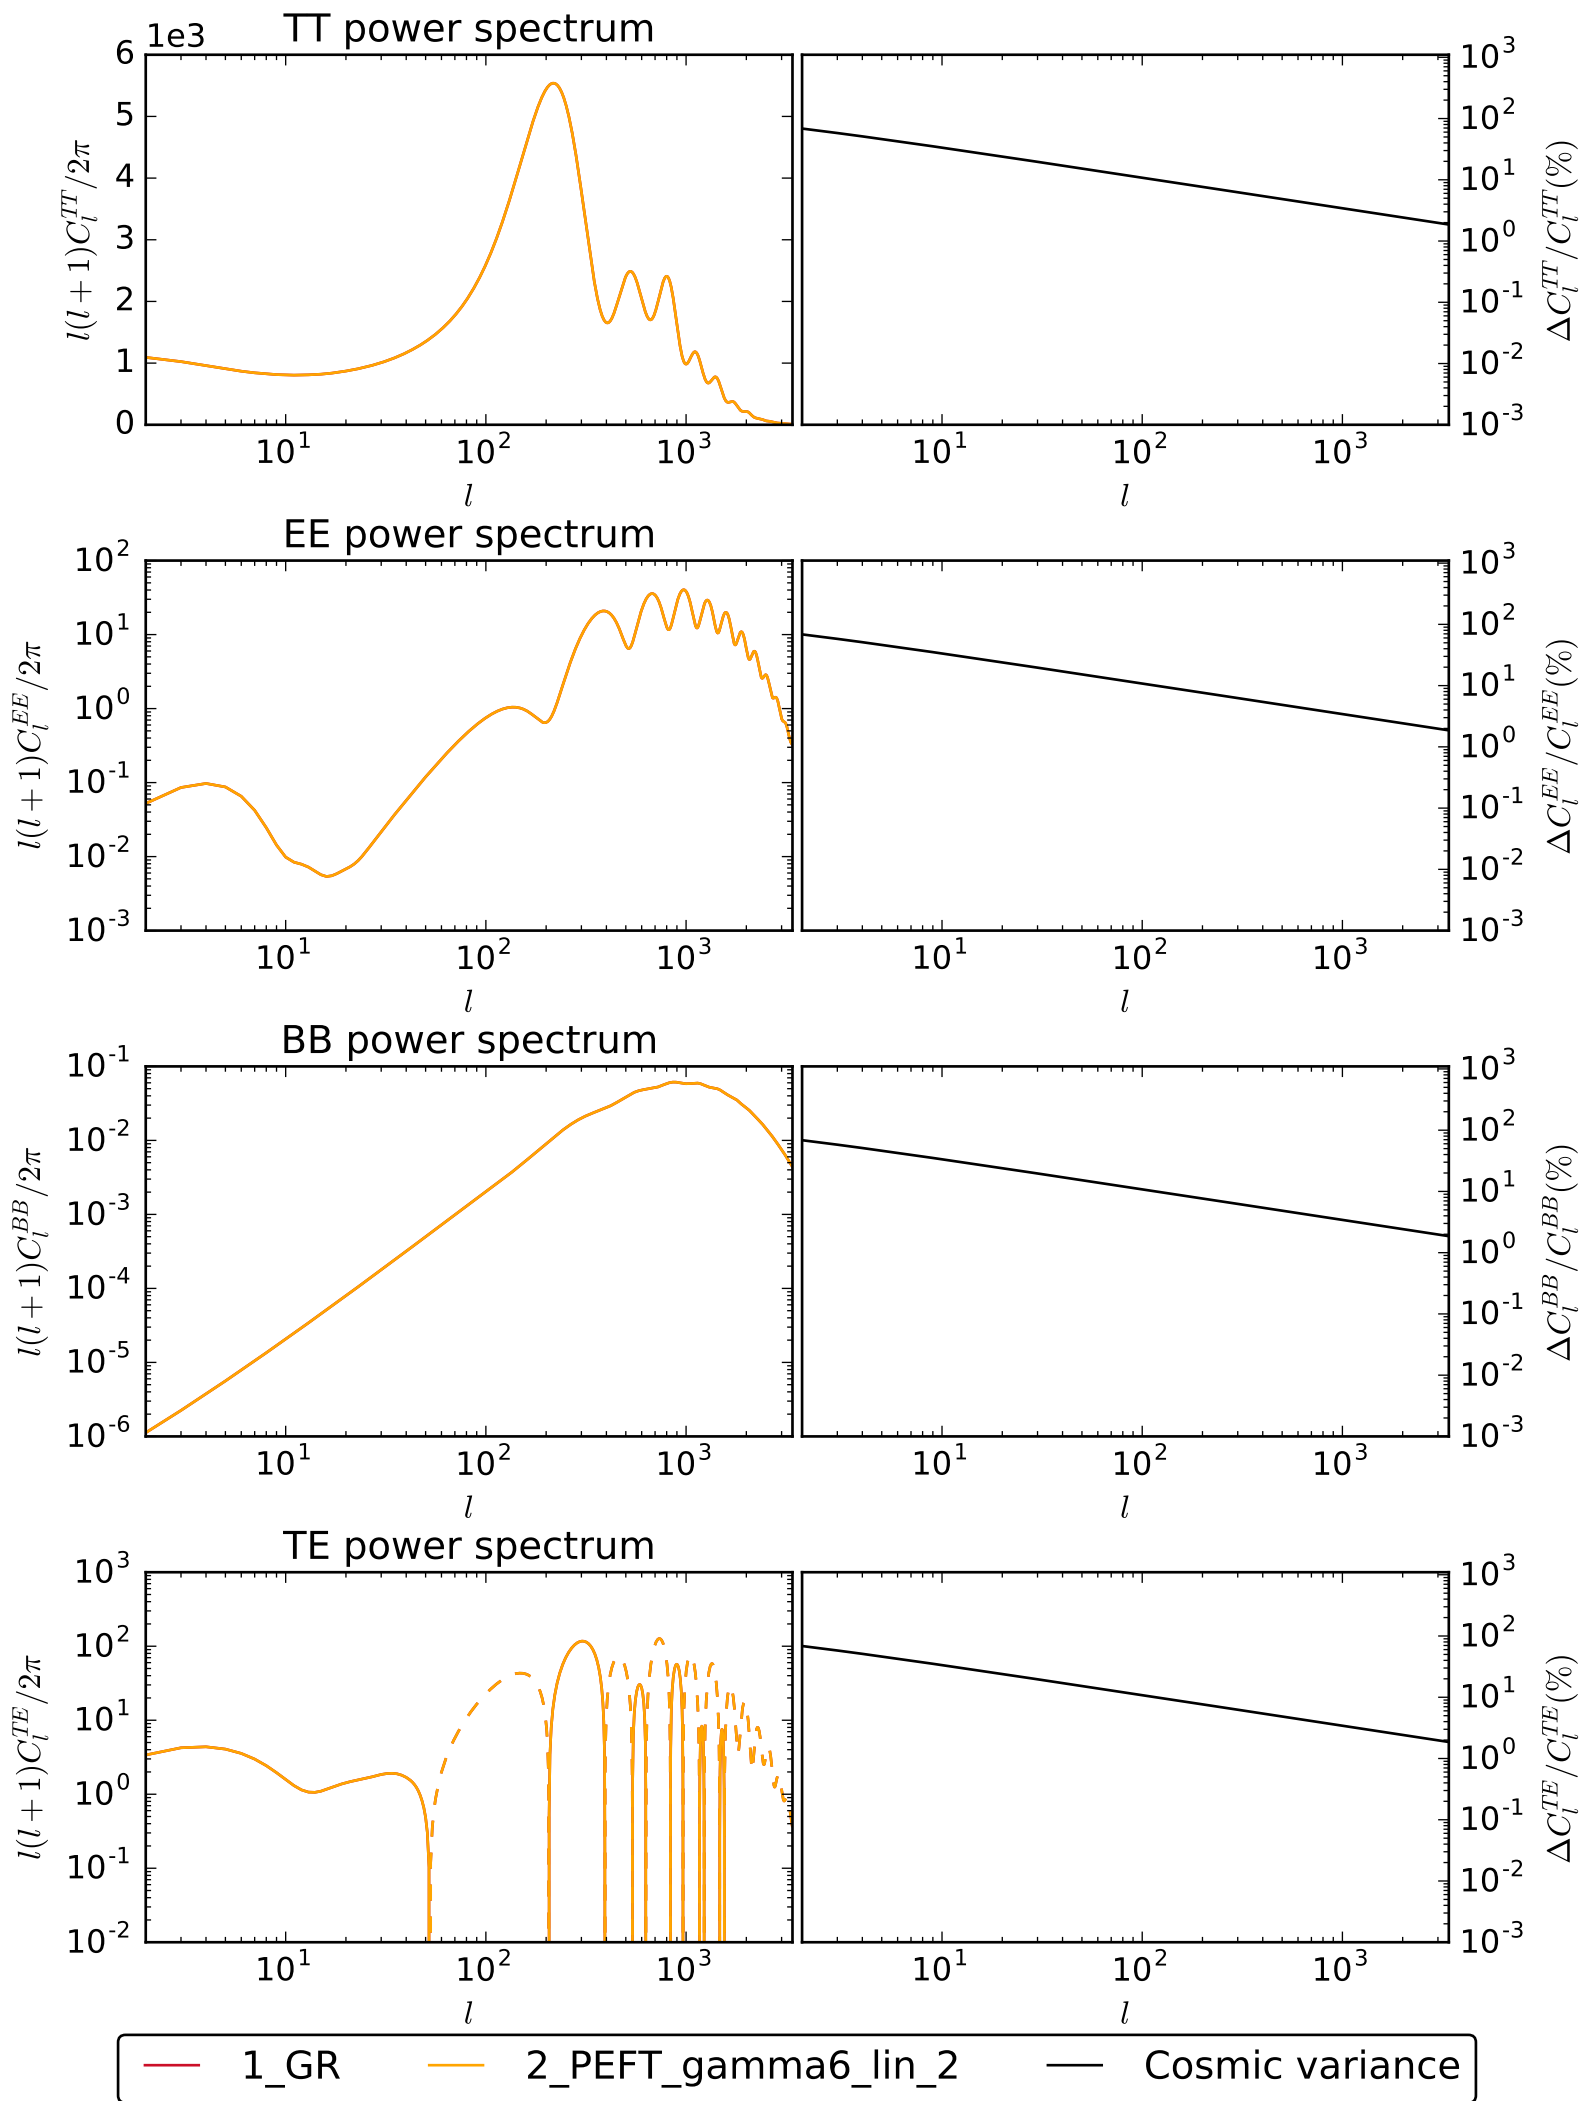 TT power spectrum
1e3
6
5
4
3
2
1
0
l(l+1)C_l^{TT}/2π
10^1 10^2 10^3
l
10^3
10^2
10^1
10^0
10^-1
10^-2
10^-3
ΔC_l^{TT}/C_l^{TT}(%)
10^1 10^2 10^3
l
EE power spectrum
10^2
10^1
10^0
10^-1
10^-2
10^-3
l(l+1)C_l^{EE}/2π
10^1 10^2 10^3
l
10^3
10^2
10^1
10^0
10^-1
10^-2
10^-3
ΔC_l^{EE}/C_l^{EE}(%)
10^1 10^2 10^3
l
BB power spectrum
10^-1
10^-2
10^-3
10^-4
10^-5
10^-6
l(l+1)C_l^{BB}/2π
10^1 10^2 10^3
l
10^3
10^2
10^1
10^0
10^-1
10^-2
10^-3
ΔC_l^{BB}/C_l^{BB}(%)
10^1 10^2 10^3
l
TE power spectrum
10^3
10^2
10^1
10^0
10^-1
10^-2
l(l+1)C_l^{TE}/2π
10^1 10^2 10^3
l
10^3
10^2
10^1
10^0
10^-1
10^-2
10^-3
ΔC_l^{TE}/C_l^{TE}(%)
10^1 10^2 10^3
l
1_GR 2_PEFT_gamma6_lin_2 Cosmic variance